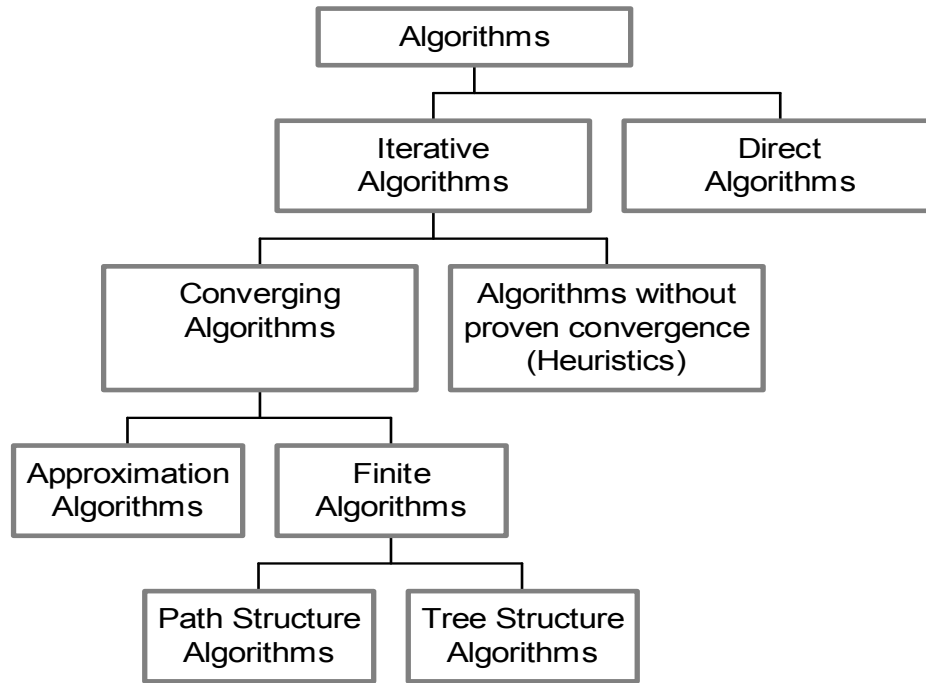 Algorithms
Iterative
Algorithms
Direct
Algorithms
Converging
Algorithms
Algorithms without
proven convergence
(Heuristics)
Approximation
Algorithms
Finite
Algorithms
Path Structure
Algorithms
Tree Structure
Algorithms